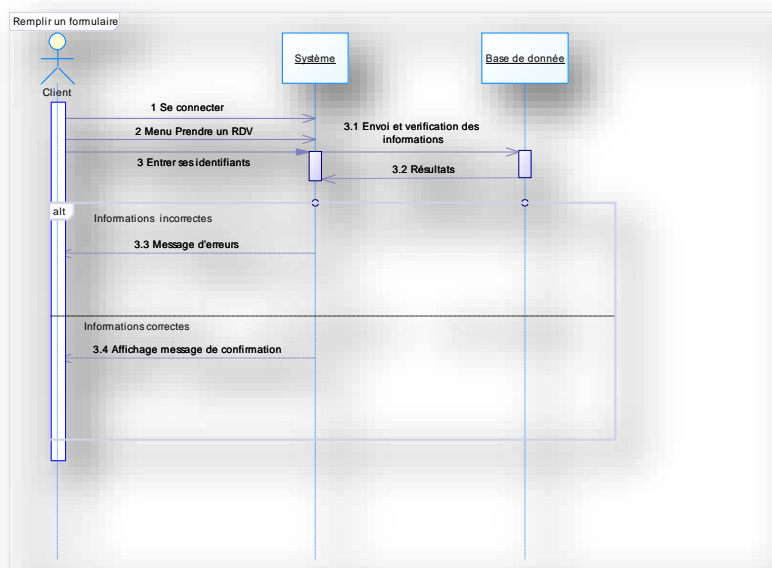 Remplir un formulaire
Client
Système
Base de donnée
1 Se connecter
2 Menu Prendre un RDV
3.1 Envoi et verification des
informations
3 Entrer ses identifiants
3.2 Résultats
alt
Informations incorrectes
3.3 Message d'erreurs
Informations correctes
3.4 Affichage message de confirmation